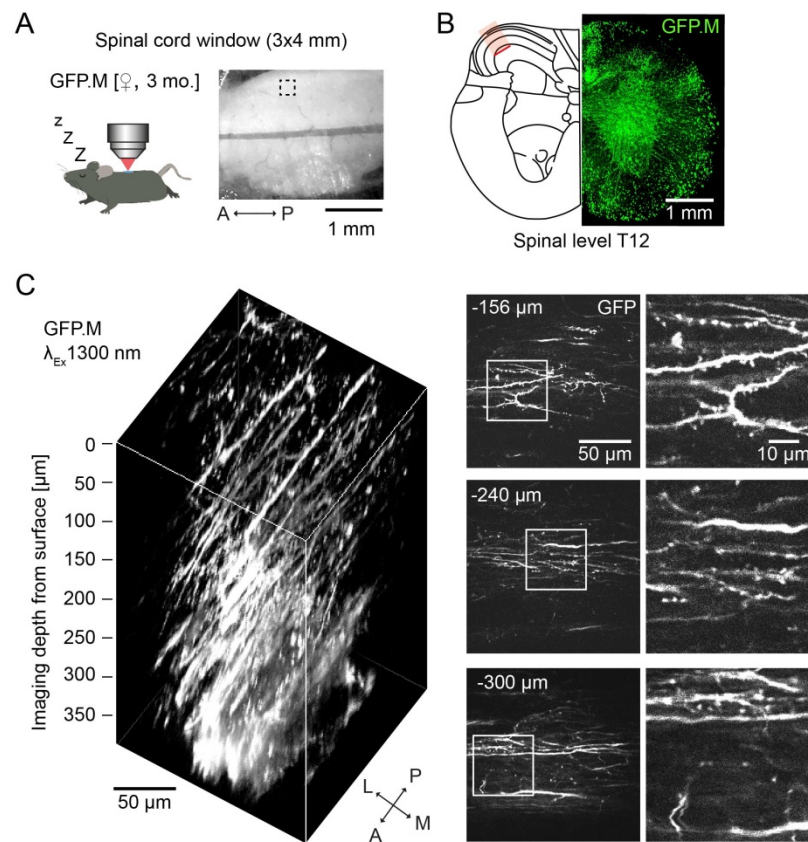 A
Spinal cord window (3x4 mm)
GFP.M [♀, 3 mo.]
z
Z
Z
A
P
1 mm
B
GFP.M
1 mm
Spinal level T12
C
GFP.M
λEx1300 nm
Imaging depth from surface [µm]
0
50
100
150
200
250
300
350
50 µm
L
P
A
M
-156 µm
GFP
50 µm
10 µm
-240 µm
-300 µm